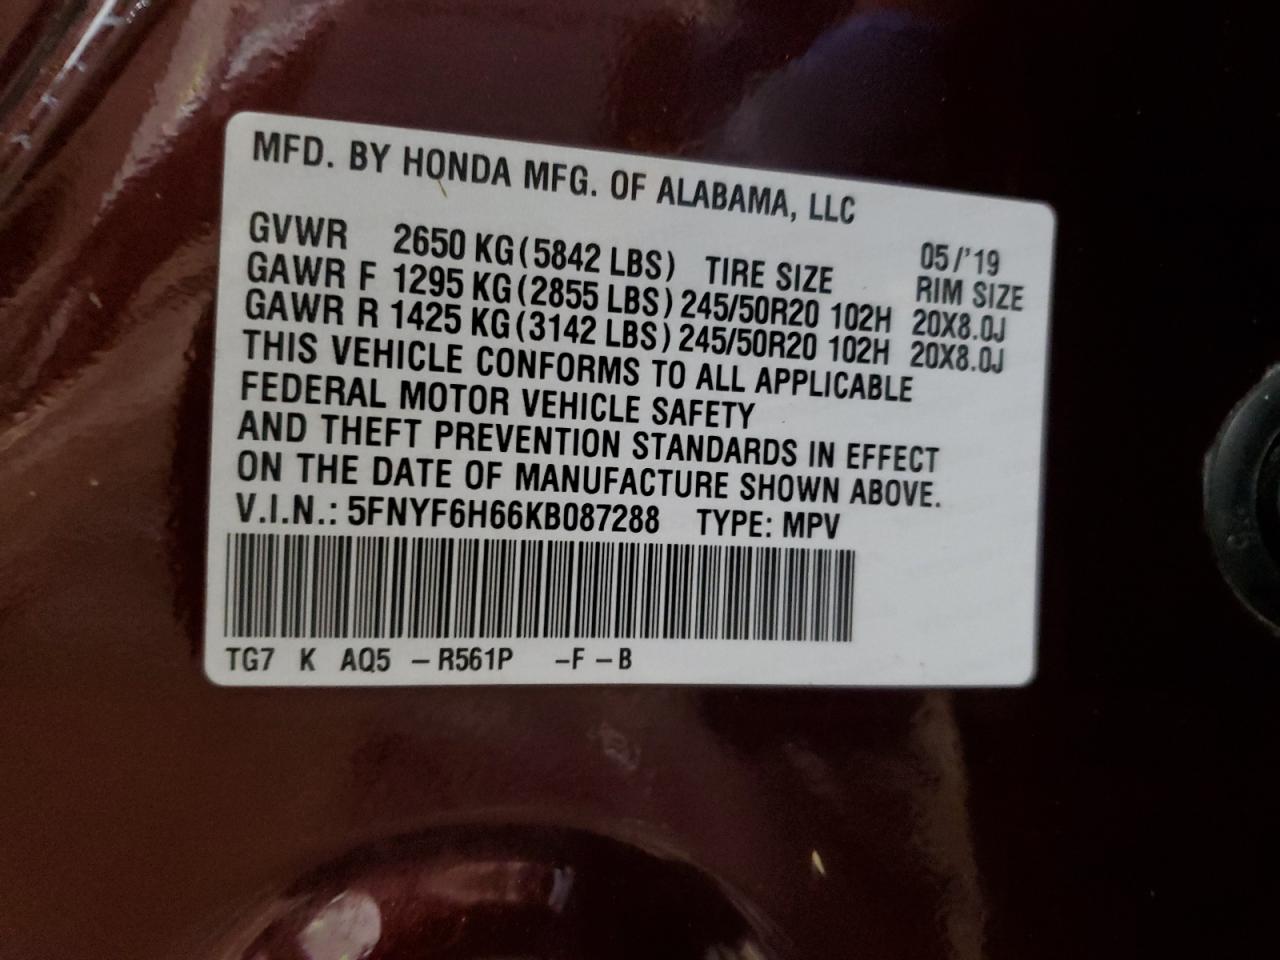 MFD. BY HONDA MFG. OF ALABAMA, LLC
05/'19
GVWR 2650 KG(5842 LBS) TIRE SIZE RIM SIZE
GAWR F 1295 KG(2855 LBS) 245/50R20 102H 20X8.0J
GAWR R 1425 KG(3142 LBS) 245/50R20 102H 20X8.0J
THIS VEHICLE CONFORMS TO ALL APPLICABLE
FEDERAL MOTOR VEHICLE SAFETY
AND THEFT PREVENTION STANDARDS IN EFFECT
ON THE DATE OF MANUFACTURE SHOWN ABOVE.
V.I.N.: 5FNYF6H66KB087288 TYPE: MPV
TG7 K AQ5 –R561P –F–B